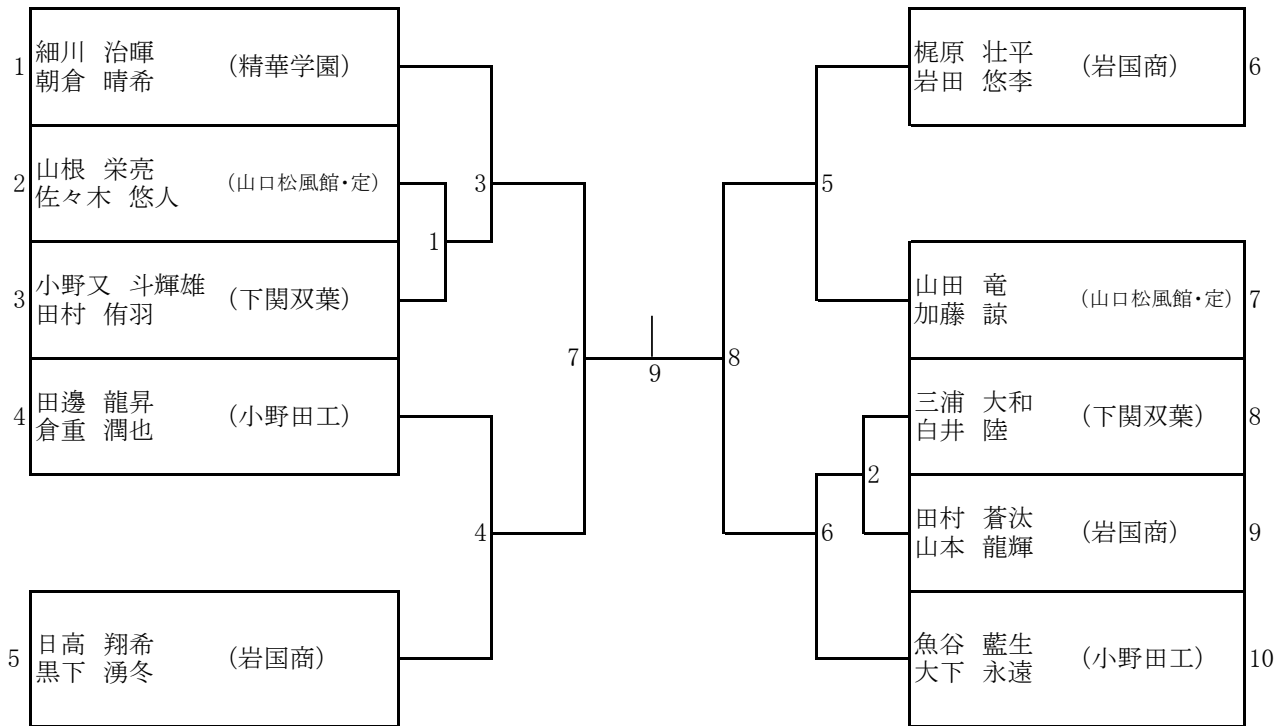 1
細川 治暉
朝倉 晴希
(精華学園)
2
山根 栄亮
佐々木 悠人
(山口松風館・定)
3
小野又 斗輝雄
田村 侑羽
(下関双葉)
4
田邊 龍昇
倉重 潤也
(小野田工)
5
日高 翔希
黒下 湧冬
(岩国商)
1
3
4
7
9
8
5
6
2
梶原 壮平
岩田 悠李
(岩国商)
6
山田 竜
加藤 諒
(山口松風館・定)
7
三浦 大和
白井 陸
(下関双葉)
8
田村 蒼汰
山本 龍輝
(岩国商)
9
魚谷 藍生
大下 永遠
(小野田工)
10